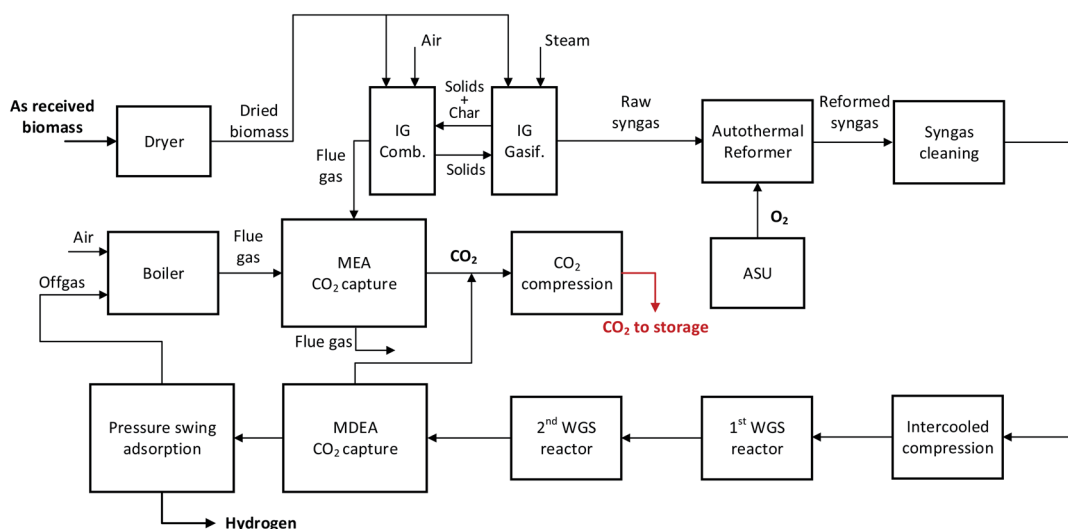 Air
Steam
As received
biomass
Dryer
Dried
biomass
IG
Comb.
Solids
+
Char
Solids
IG
Gasif.
Raw
syngas
Autothermal
Reformer
Reformed
syngas
Syngas
cleaning
Flue
gas
O₂
ASU
Air
Offgas
Boiler
Flue
gas
MEA
CO₂ capture
CO₂
CO₂
compression
CO₂ to storage
Flue gas
Pressure swing
adsorption
MDEA
CO₂ capture
2nd WGS
reactor
1st WGS
reactor
Intercooled
compression
Hydrogen